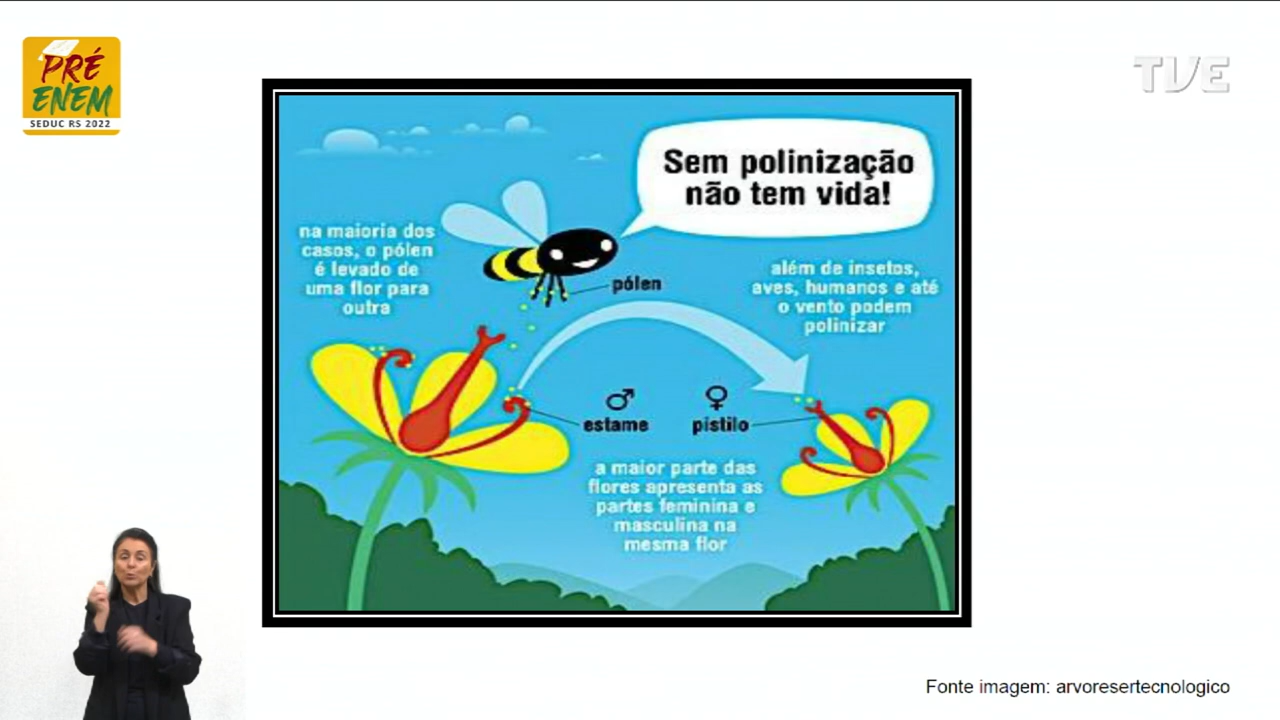 PRÉ
ENEM
SEDUC RS 2022
TVE
Sem polinização
não tem vida!
na maioria dos
casos, o pólen
é levado de
uma flor para
outra
pólen
além de insetos,
aves, humanos e até
o vento podem
polinizar
♂
♀
estame
pistilo
a maior parte das
flores apresenta as
partes feminina e
masculina na
mesma flor
Fonte imagem: arvoresertecnologico